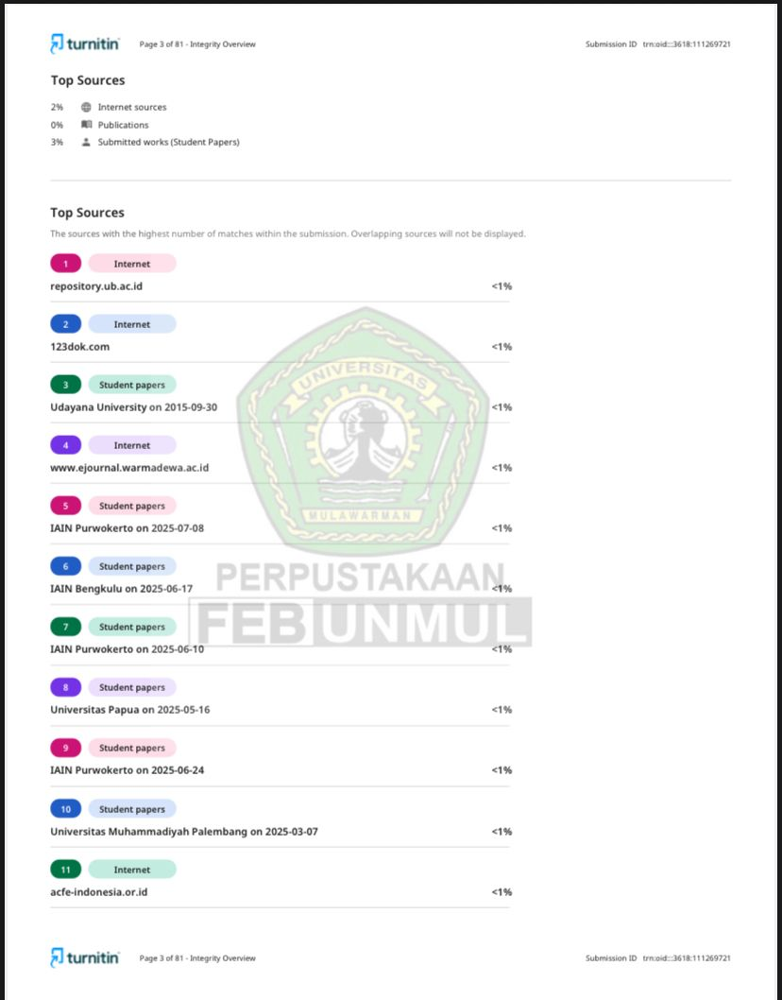 turnitin Page 3 of 81 - Integrity Overview Submission ID trn:oid:::3618:111269721
Top Sources
2% Internet sources
0% Publications
3% Submitted works (Student Papers)
Top Sources
The sources with the highest number of matches within the submission. Overlapping sources will not be displayed.
1 Internet
repository.ub.ac.id <1%
2 Internet
123dok.com <1%
3 Student papers
Udayana University on 2015-09-30 <1%
4 Internet
www.ejournal.warmadewa.ac.id <1%
5 Student papers
IAIN Purwokerto on 2025-07-08 <1%
6 Student papers
IAIN Bengkulu on 2025-06-17 <1%
7 Student papers
IAIN Purwokerto on 2025-06-10 <1%
8 Student papers
Universitas Papua on 2025-05-16 <1%
9 Student papers
IAIN Purwokerto on 2025-06-24 <1%
10 Student papers
Universitas Muhammadiyah Palembang on 2025-03-07 <1%
11 Internet
acfe-indonesia.or.id <1%
UNIVERSITAS
MULAWARMAN
PERPUSTAKAAN
FEB UNMUL
turnitin Page 3 of 81 - Integrity Overview Submission ID trn:oid:::3618:111269721